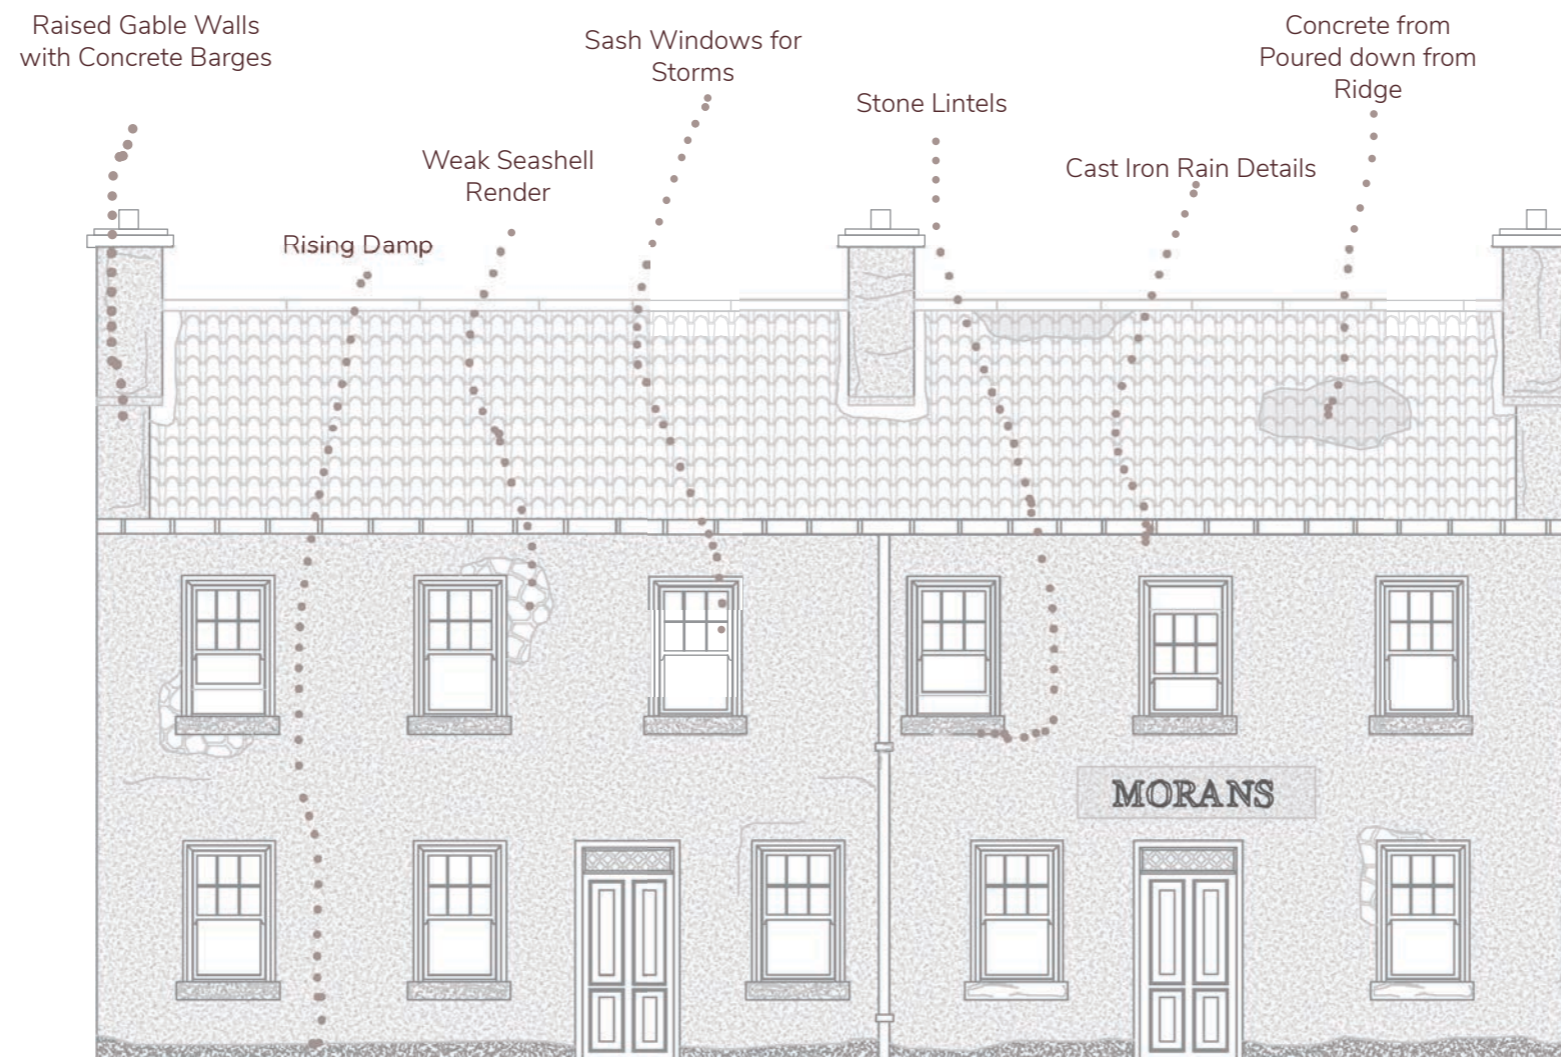 Raised Gable Walls
with Concrete Barges
Rising Damp
Weak Seashell
Render
Sash Windows for
Storms
Stone Lintels
Cast Iron Rain Details
Concrete from
Poured down from
Ridge
MORANS